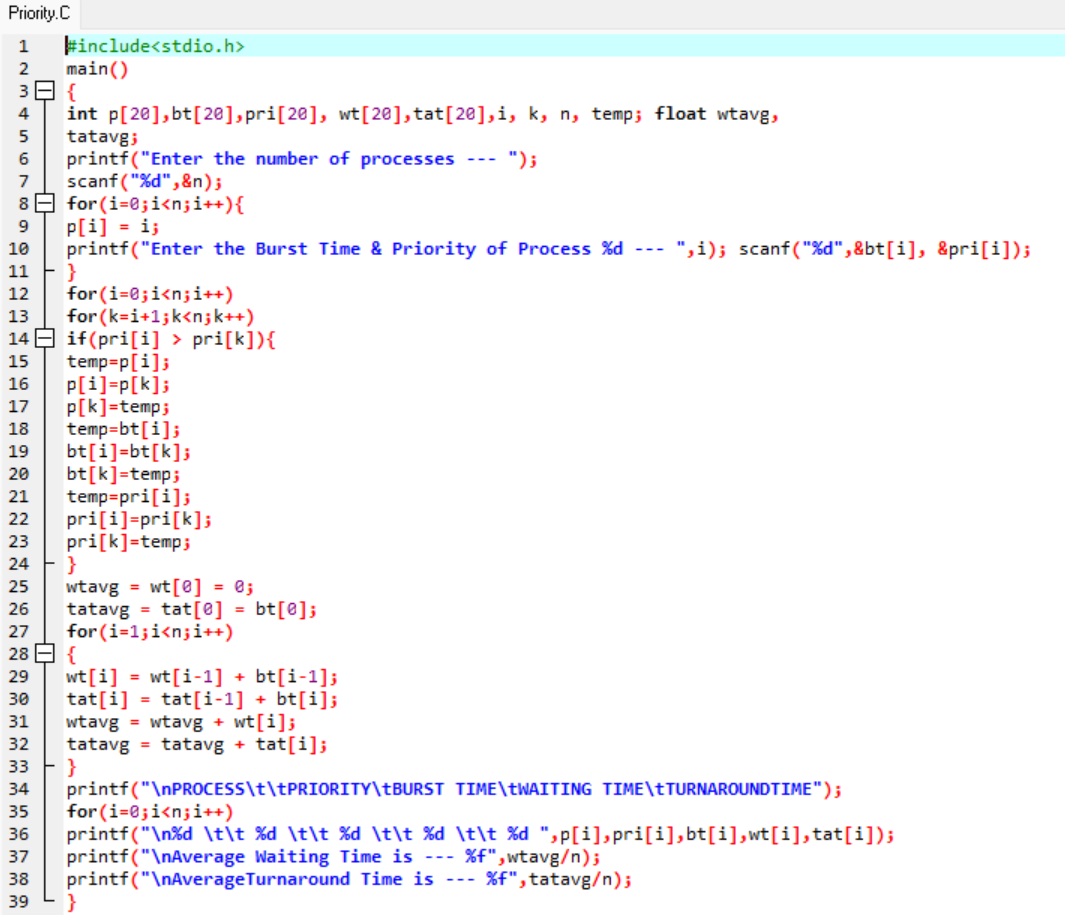 Priority.C
1 #include<stdio.h>
2 main()
3 {
4 int p[20],bt[20],pri[20], wt[20],tat[20],i, k, n, temp; float wtavg,
5 tatavg;
6 printf("Enter the number of processes --- ");
7 scanf("%d",&n);
8 for(i=0;i<n;i++){
9 p[i] = i;
10 printf("Enter the Burst Time & Priority of Process %d --- ",i); scanf("%d",&bt[i], &pri[i]);
11 }
12 for(i=0;i<n;i++)
13 for(k=i+1;k<n;k++)
14 if(pri[i] > pri[k]){
15 temp=p[i];
16 p[i]=p[k];
17 p[k]=temp;
18 temp=bt[i];
19 bt[i]=bt[k];
20 bt[k]=temp;
21 temp=pri[i];
22 pri[i]=pri[k];
23 pri[k]=temp;
24 }
25 wtavg = wt[0] = 0;
26 tatavg = tat[0] = bt[0];
27 for(i=1;i<n;i++)
28 {
29 wt[i] = wt[i-1] + bt[i-1];
30 tat[i] = tat[i-1] + bt[i];
31 wtavg = wtavg + wt[i];
32 tatavg = tatavg + tat[i];
33 }
34 printf("\nPROCESS\t\tPRIORITY\tBURST TIME\tWAITING TIME\tTURNAROUNDTIME");
35 for(i=0;i<n;i++)
36 printf("\n%d \t\t %d \t\t %d \t\t %d \t\t %d ",p[i],pri[i],bt[i],wt[i],tat[i]);
37 printf("\nAverage Waiting Time is --- %f",wtavg/n);
38 printf("\nAverageTurnaround Time is --- %f",tatavg/n);
39 }